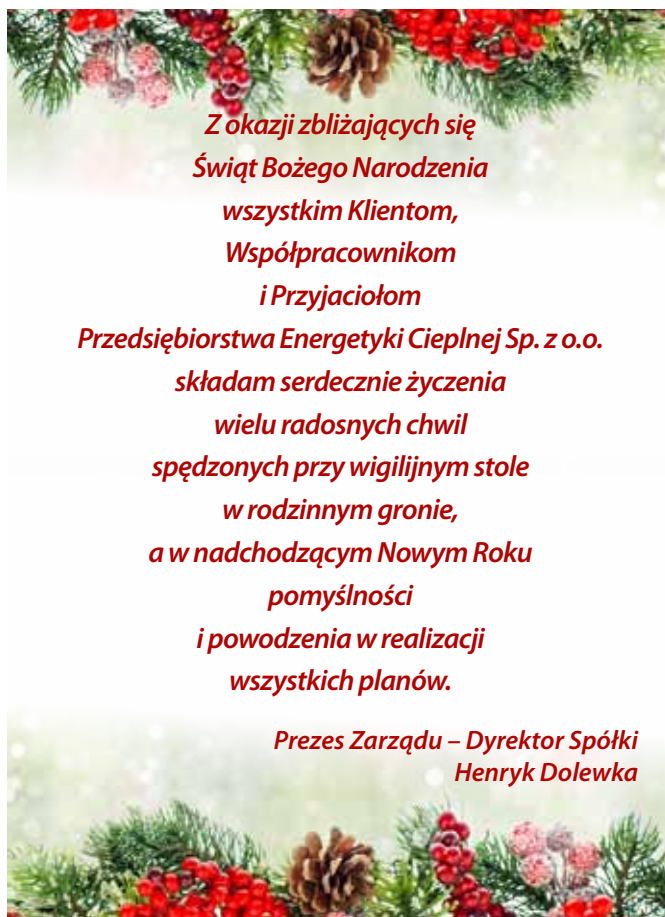 Z okazji zbliżających się
Świąt Bożego Narodzenia
wszystkim Klientom,
Współpracownikom
i Przyjaciołom
Przedsiębiorstwa Energetyki Cieplnej Sp. z o.o.
składam serdecznie życzenia
wielu radosnych chwil
spędzonych przy wigilijnym stole
w rodzinnym gronie,
a w nadchodzącym Nowym Roku
pomyślności
i powodzenia w realizacji
wszystkich planów.
Prezes Zarządu – Dyrektor Spółki
Henryk Dolewka